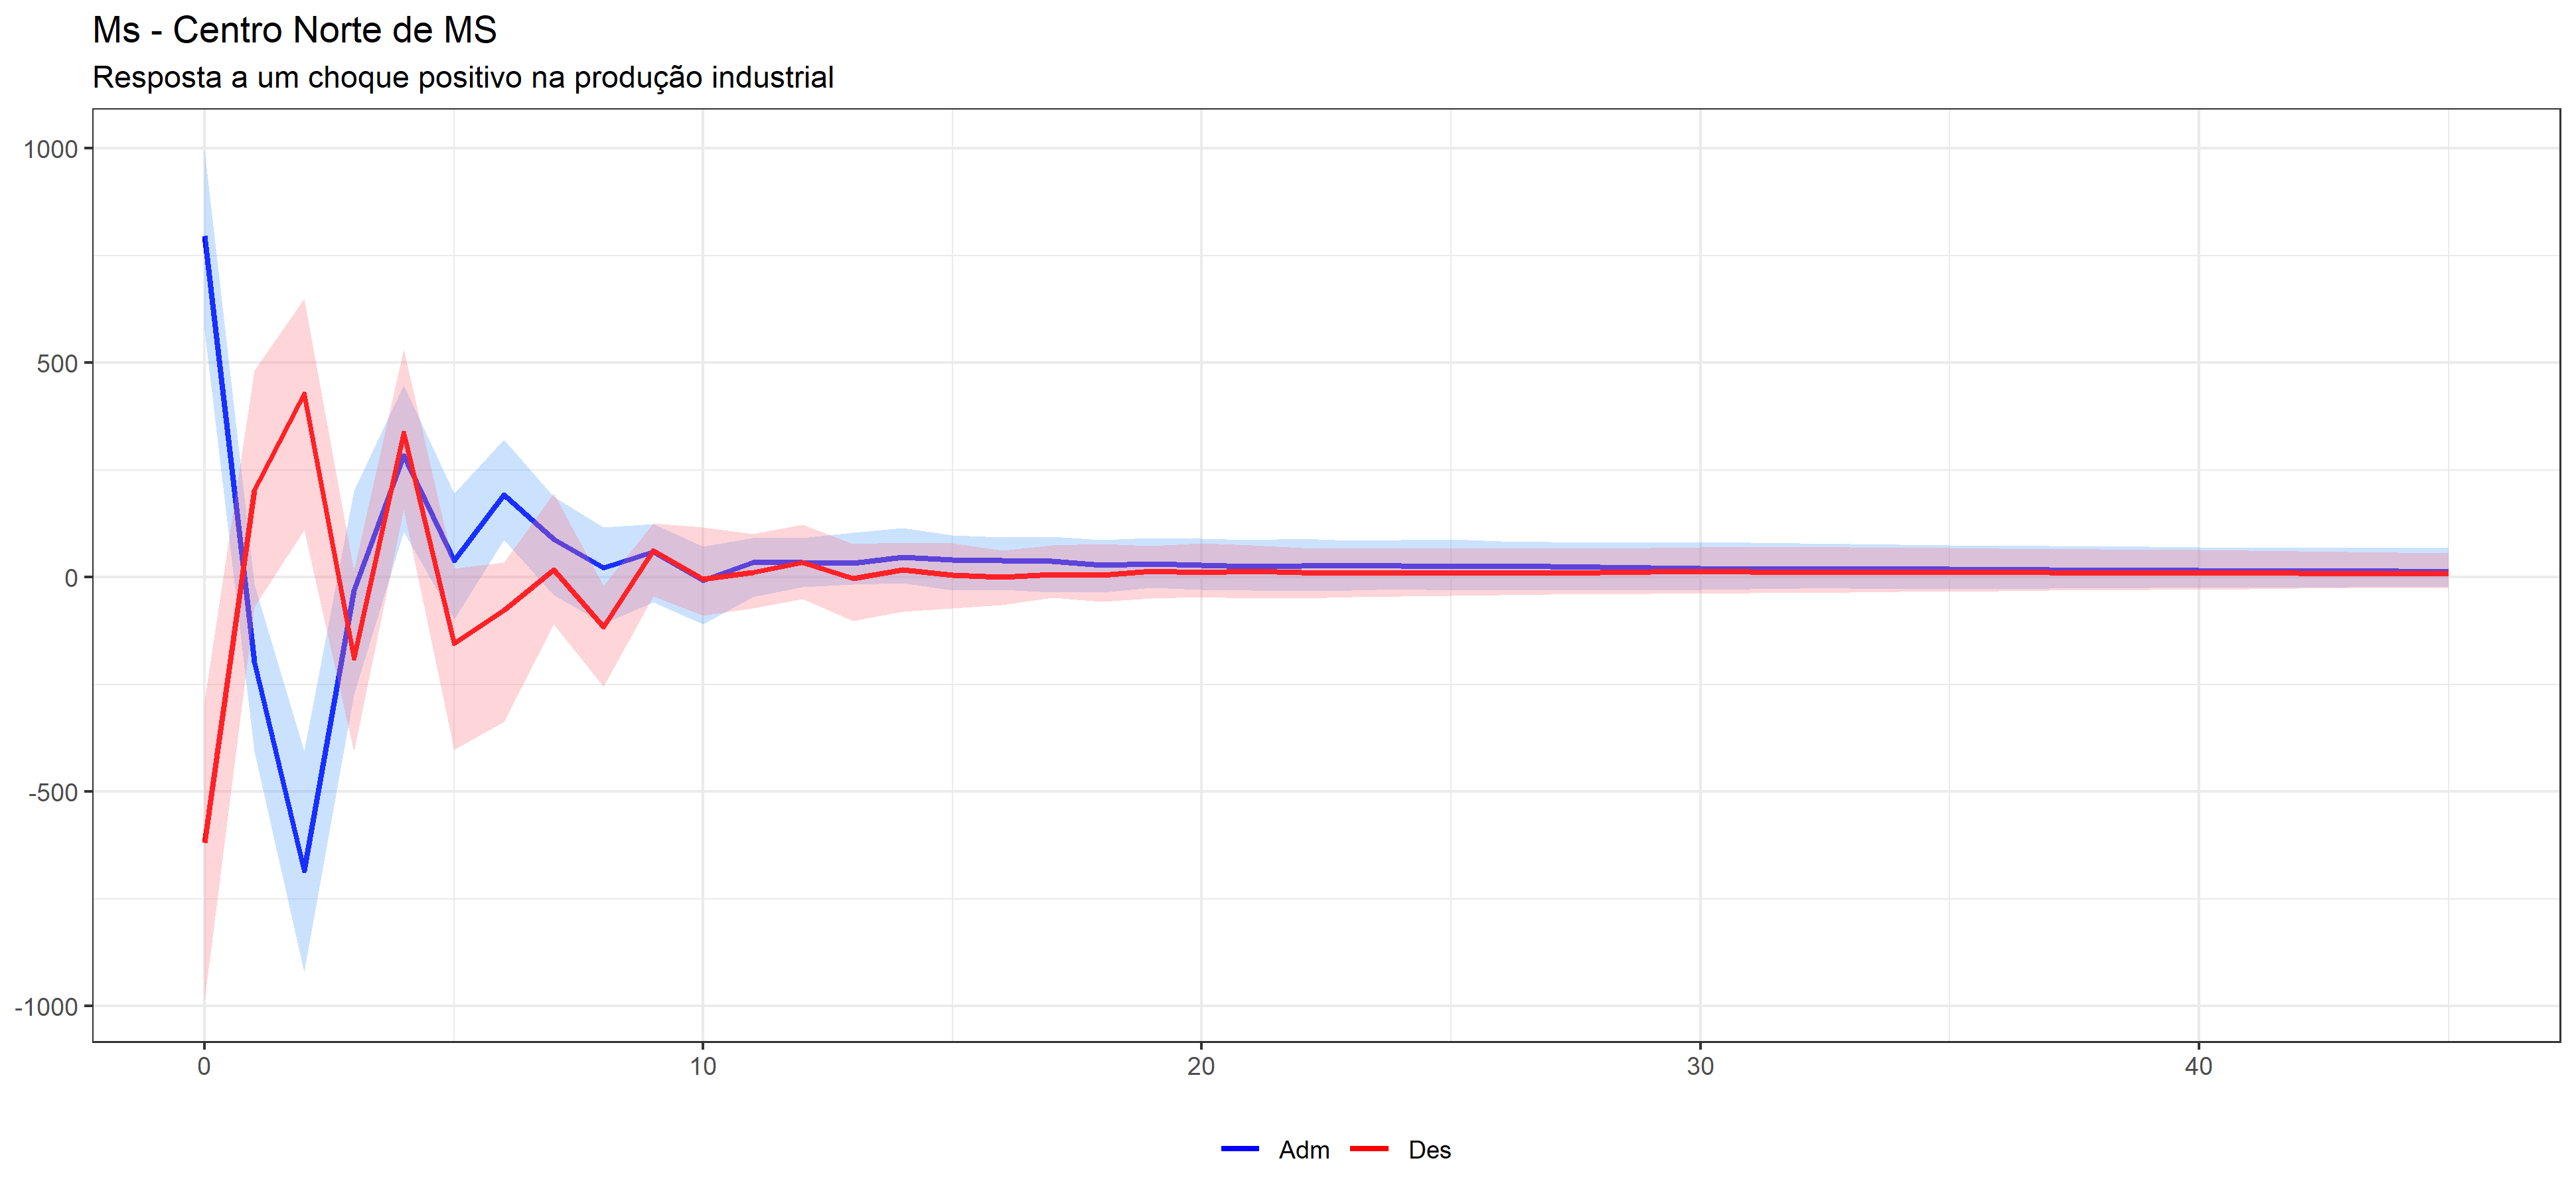 Ms - Centro Norte de MS
Resposta a um choque positivo na produção industrial
1000
500
0
-500
-1000
0 10 20 30 40
Adm Des